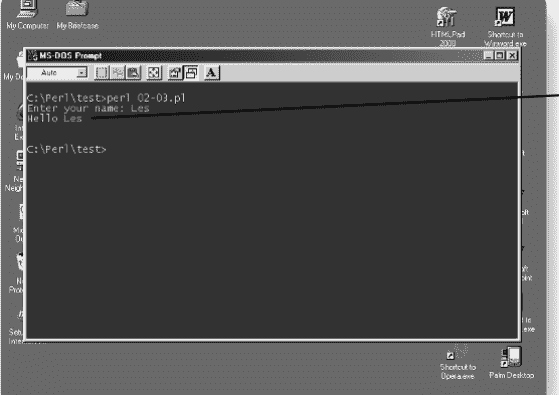 My Computer
My Briefcase
HTMLPad
2000
Shortcut to
Winword.exe
MS-DOS Prompt
Auto
A
C:\Perl\test>perl 02-03.pl
Enter your name: Les
Hello Les
C:\Perl\test>
Shortcut to
Opera.exe
Palm Desktop